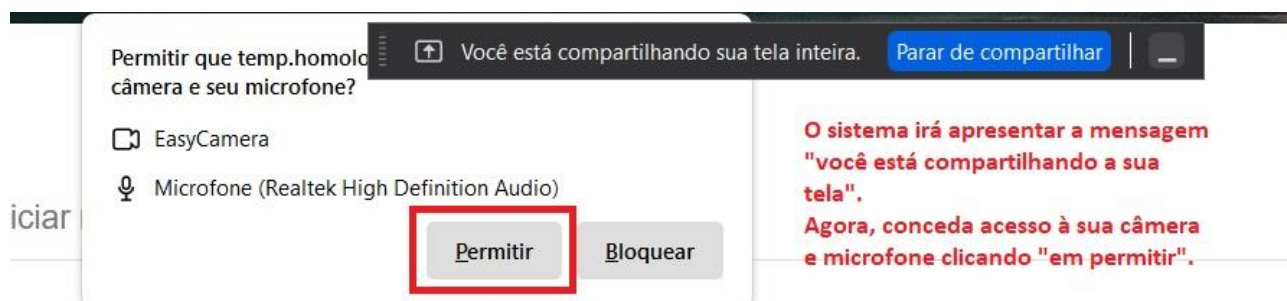 Permitir que temp.homolo
câmera e seu microfone?
Você está compartilhando sua tela inteira. Parar de compartilhar
EasyCamera
Microfone (Realtek High Definition Audio)
iciar
Permitir Bloquear
O sistema irá apresentar a mensagem
"você está compartilhando a sua
tela".
Agora, conceda acesso à sua câmera
e microfone clicando "em permitir".